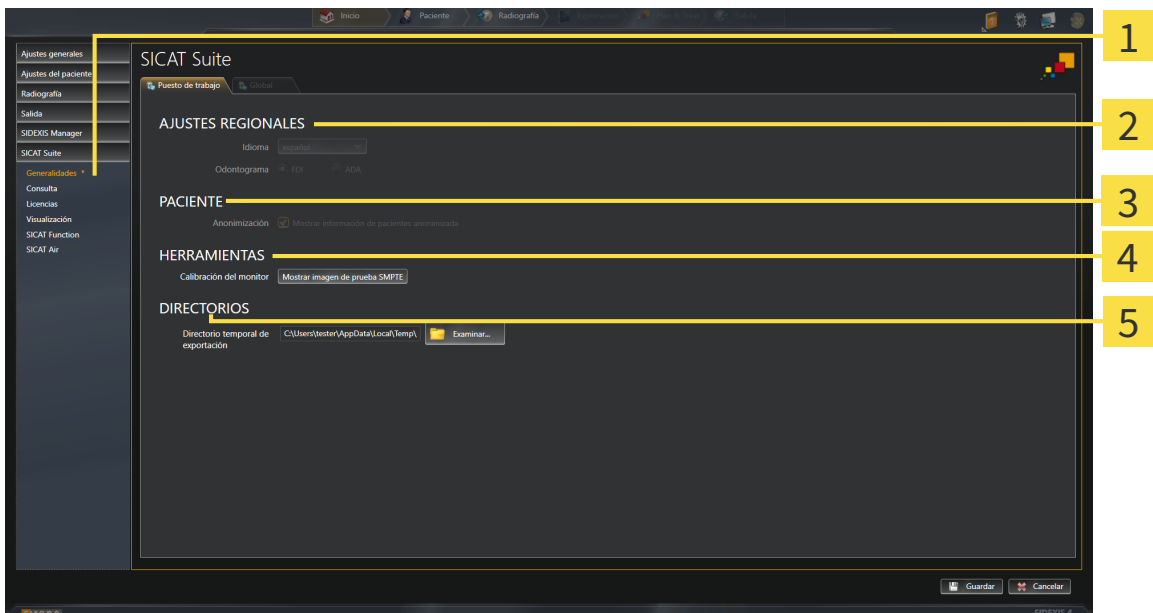 Inicio
Paciente
Radiografía
1
Ajustes generales
Ajustes del paciente
Radiografía
Salida
SIDEXIS Manager
SICAT Suite
Generalidades *
Consulta
Licencias
Visualización
SICAT Function
SICAT Air
SICAT Suite
Puesto de trabajo
Global
AJUSTES REGIONALES
2
Idioma español
Odontograma FDI ADA
PACIENTE
3
Anonimización Mostrar información de pacientes anonimizada
HERRAMIENTAS
4
Calibración del monitor Mostrar imagen de prueba SMPTE
DIRECTORIOS
5
Directorio temporal de
exportación
C:\Users\tester\AppData\Local\Temp\
Examinar...
Guardar
Cancelar
SIDEXIS 4